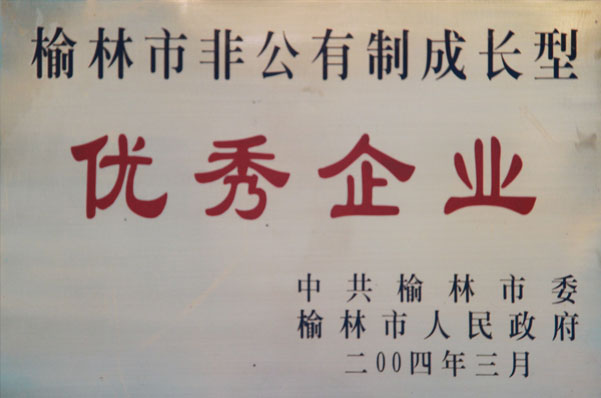 榆林市非公有制成长型
优秀企业
中共榆林市委
榆林市人民政府
二00四年三月